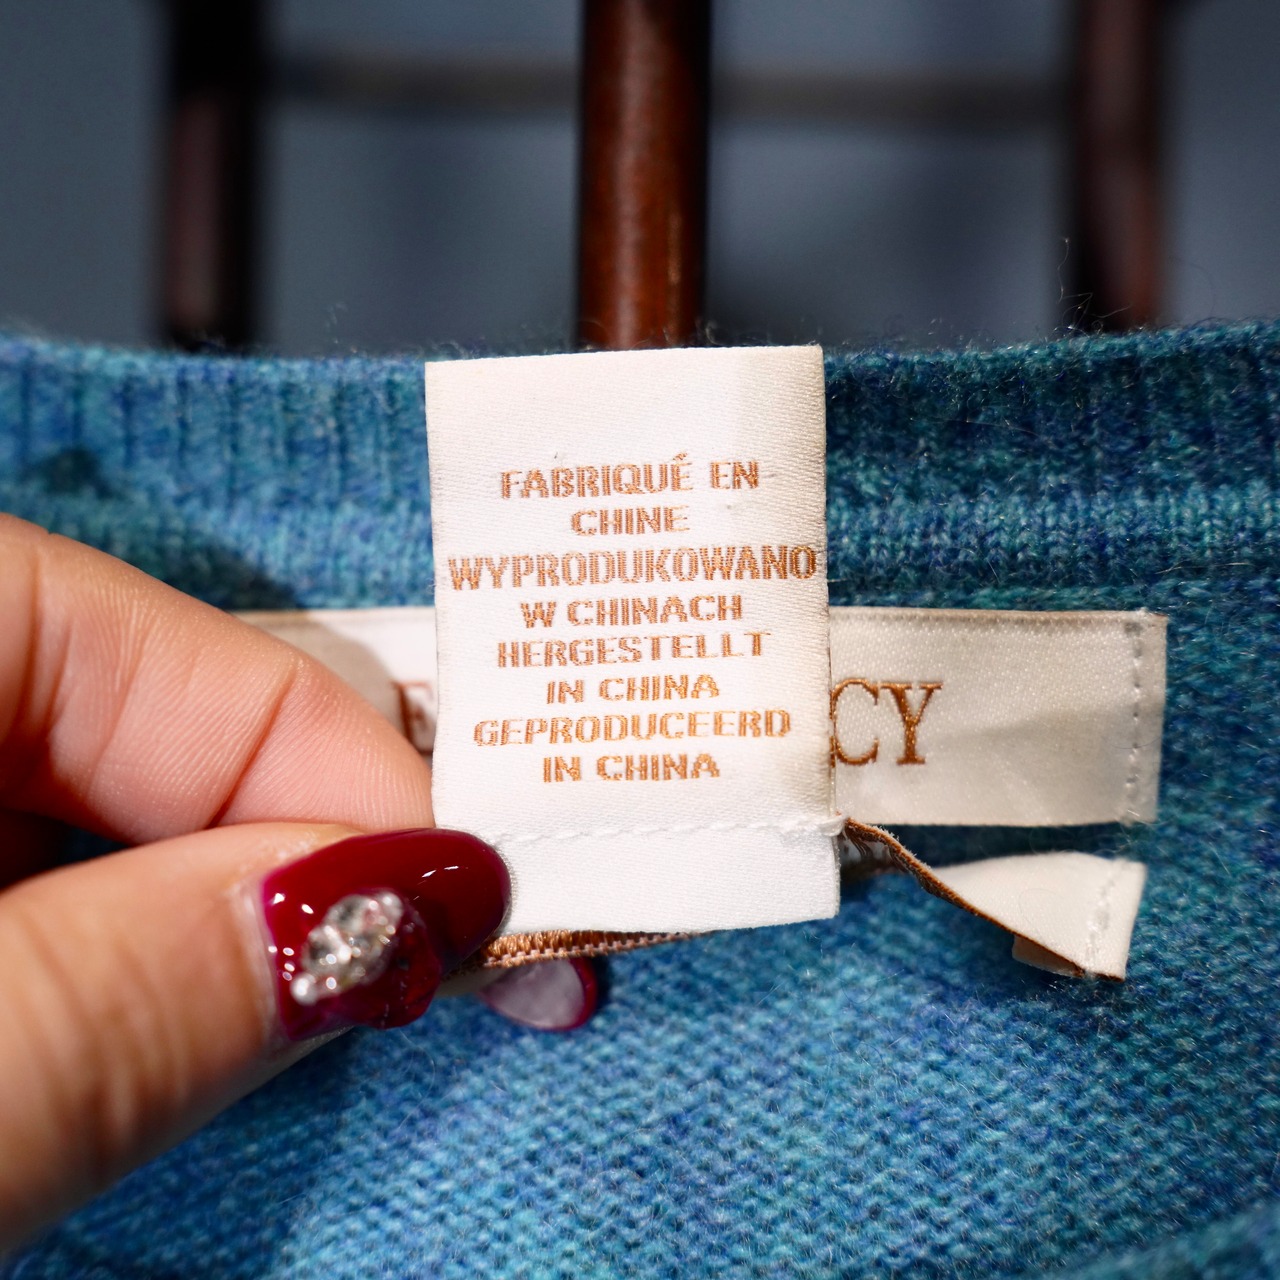 FABRIQUÉ EN
CHINE
WYPRODUKOWANO
W CHINACH
HERGESTELLT
IN CHINA
GEPRODUCEERD
IN CHINA